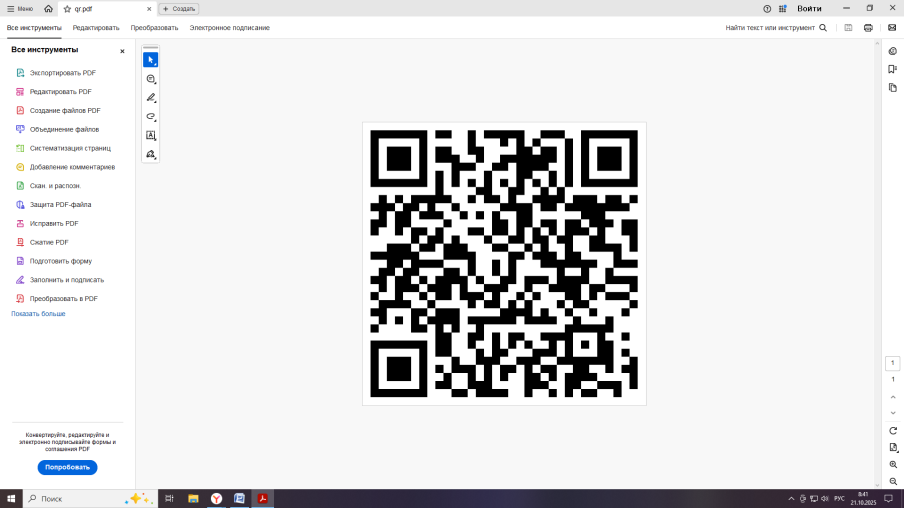 Меню
qr.pdf
Создать
Войти
Все инструменты
Редактировать
Преобразовать
Электронное подписание
Найти текст или инструмент
Все инструменты
Экспортировать PDF
Редактировать PDF
Создание файлов PDF
Объединение файлов
Систематизация страниц
Добавление комментариев
Скан. и распозн.
Защита PDF-файла
Исправить PDF
Сжатие PDF
Подготовить форму
Заполнить и подписать
Преобразовать в PDF
Показать больше
Конвертируйте, редактируйте и
электронно подписывайте формы и
соглашения PDF
Попробовать
1
1
Поиск
РУС
8:41
21.10.2025